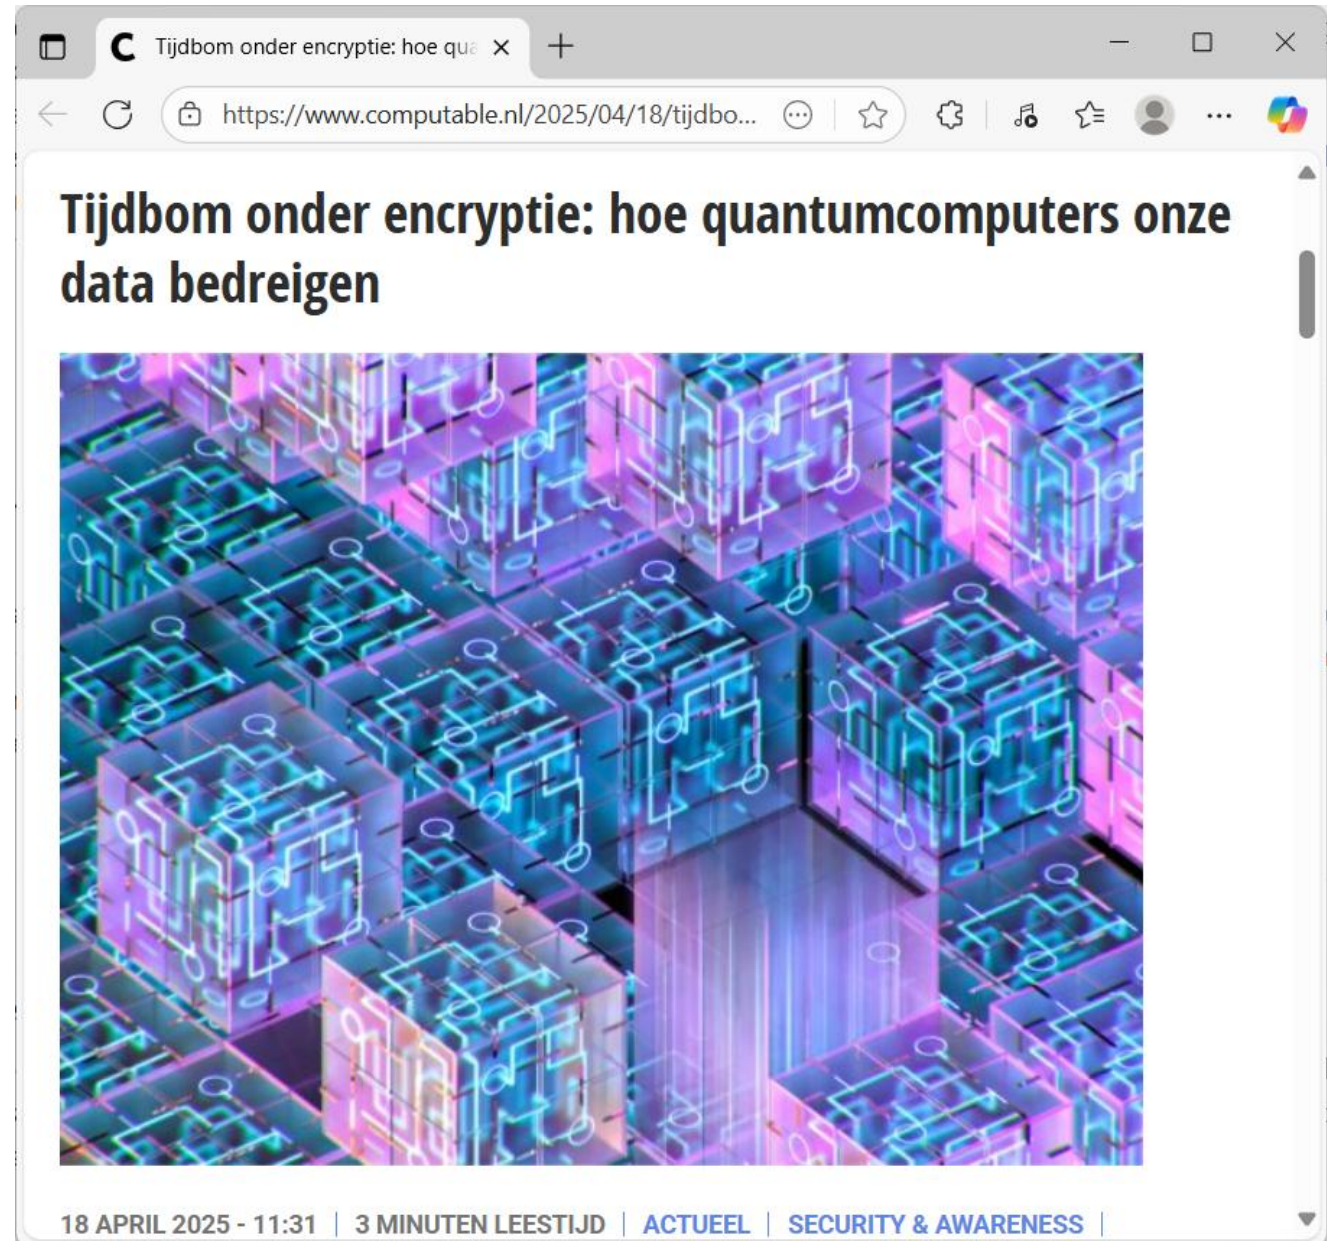 Tijdbom onder encryptie: hoe qua
https://www.computable.nl/2025/04/18/tijdbo...
Tijdbom onder encryptie: hoe quantumcomputers onze
data bedreigen
18 APRIL 2025 - 11:31 | 3 MINUTEN LEESTIJD | ACTUEEL | SECURITY & AWARENESS |